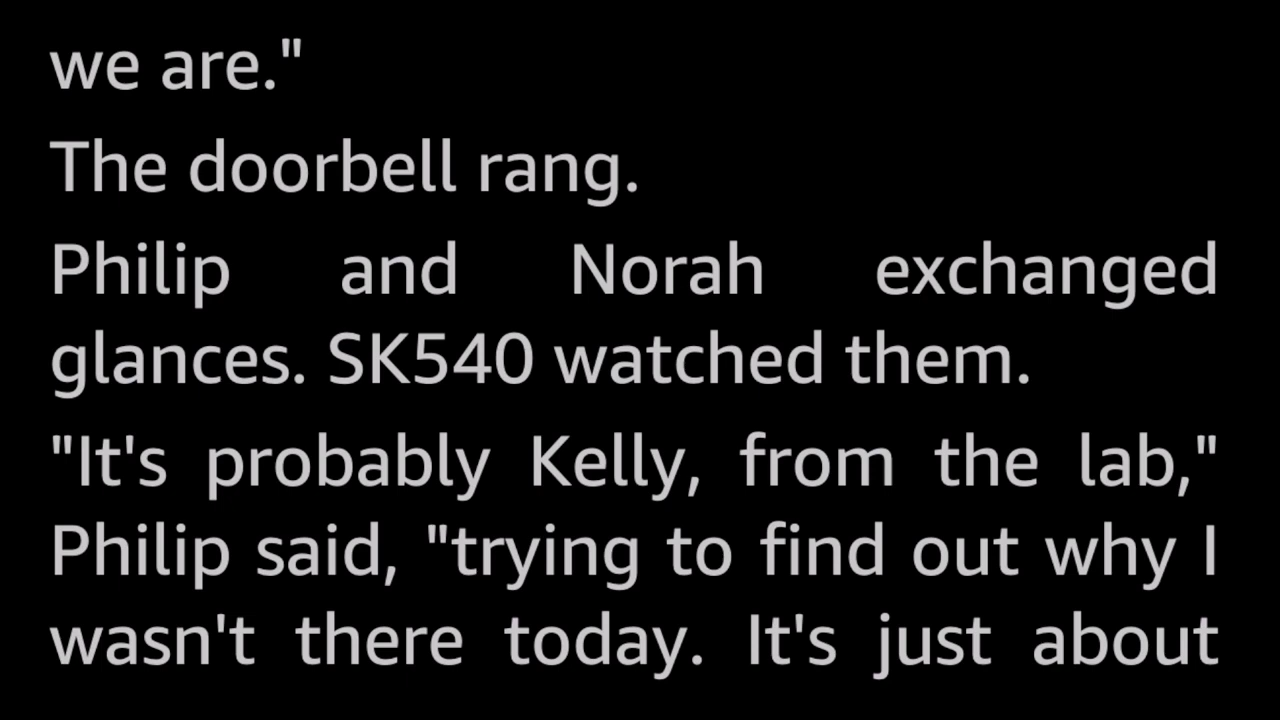 we are."
The doorbell rang.
Philip and Norah exchanged
glances. SK540 watched them.
"It's probably Kelly, from the lab,"
Philip said, "trying to find out why I
wasn't there today. It's just about